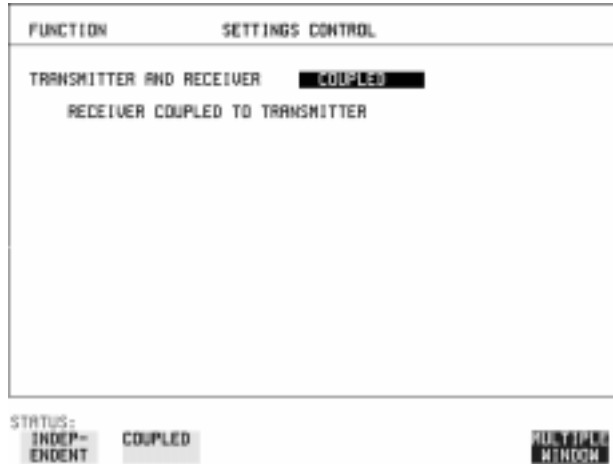 FUNCTION SETTINGS CONTROL
TRANSMITTER AND RECEIVER COUPLED
RECEIVER COUPLED TO TRANSMITTER
STATUS:
INDEP- COUPLED MULTIPLE
ENDENT WINDOW